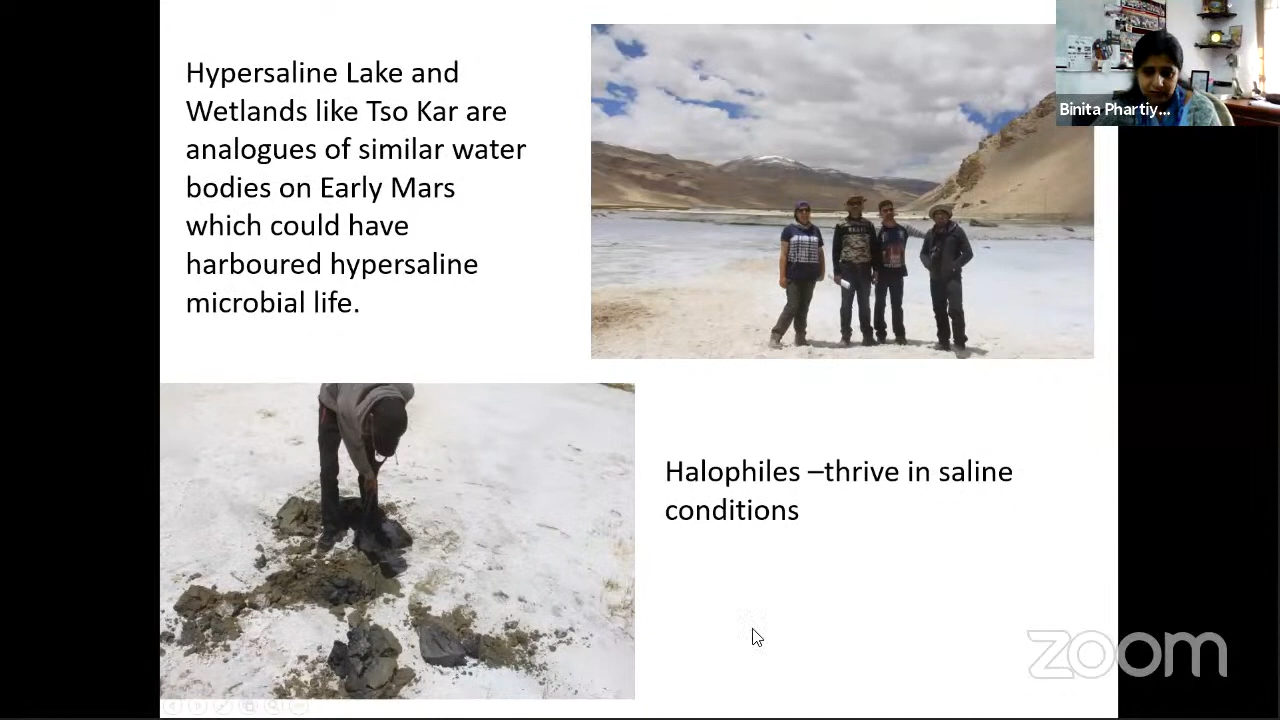 Hypersaline Lake and
Wetlands like Tso Kar are
analogues of similar water
bodies on Early Mars
which could have
harboured hypersaline
microbial life.
Binita Phartiy...
Halophiles –thrive in saline
conditions
zoom